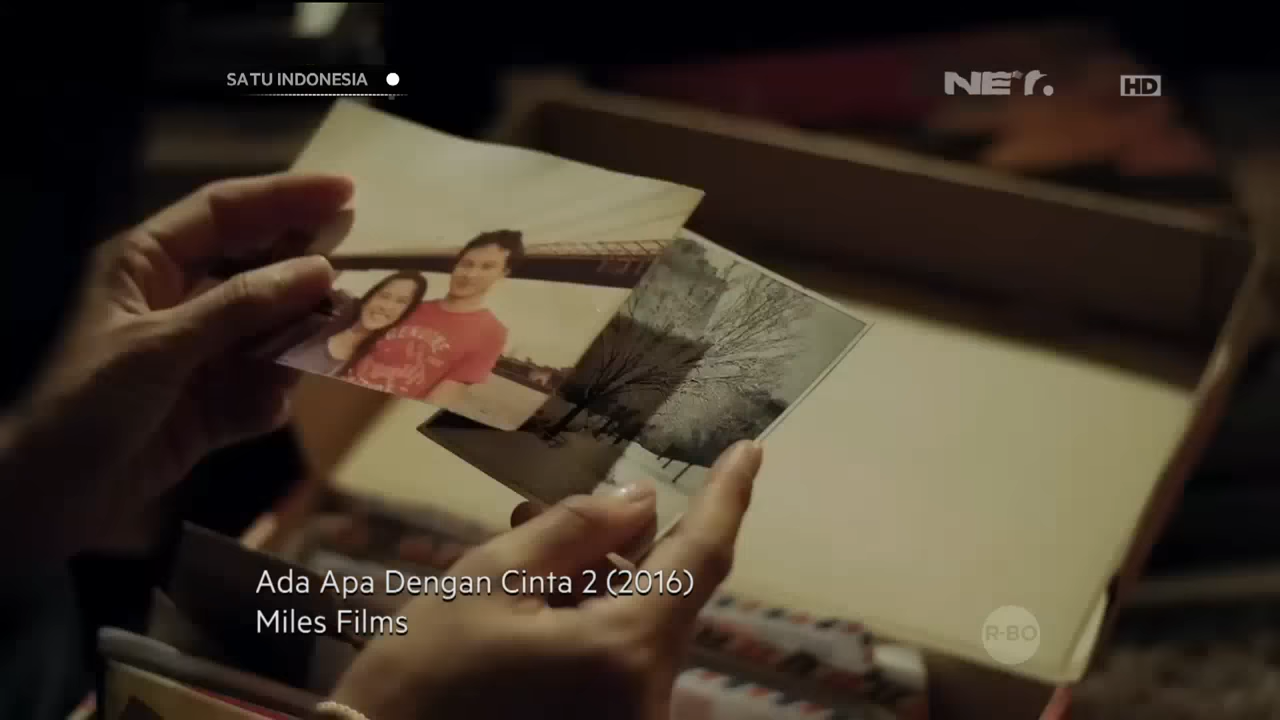 SATU INDONESIA
NET.
HD
Ada Apa Dengan Cinta 2 (2016)
Miles Films
R-BO